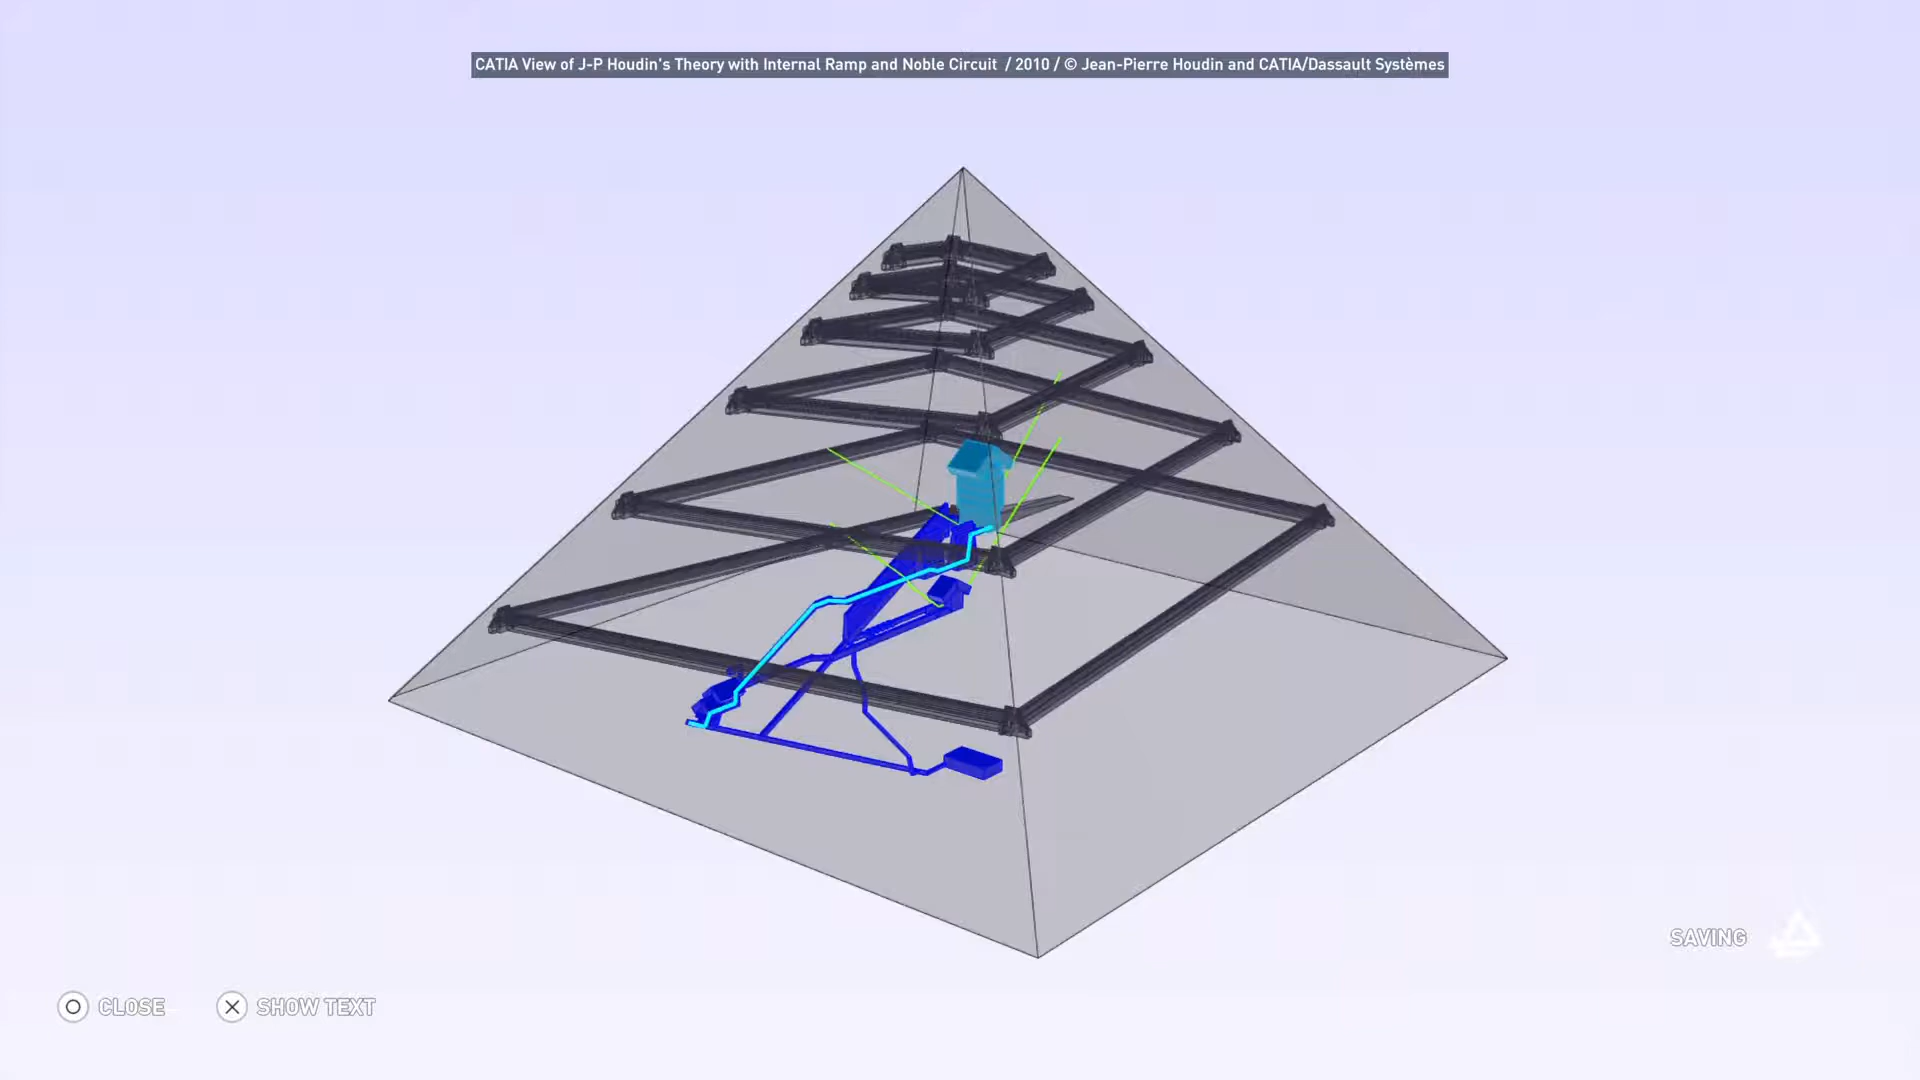 CATIA View of J-P Houdin's Theory with Internal Ramp and Noble Circuit / 2010 / © Jean-Pierre Houdin and CATIA/Dassault Systèmes
SAVING
CLOSE SHOW TEXT